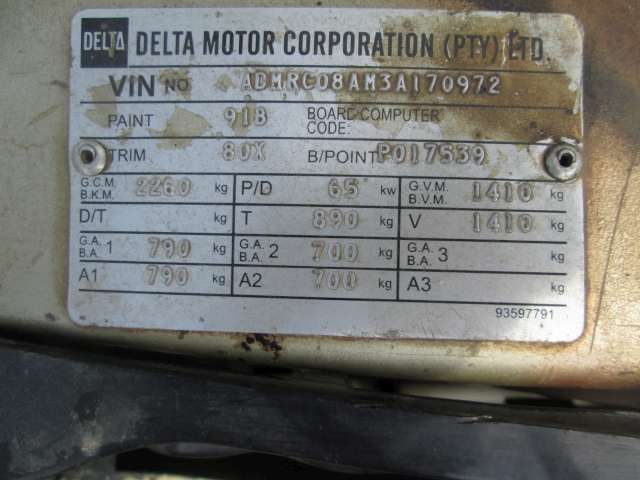 DELTA DELTA MOTOR CORPORATION (PTY) LTD.
VIN NO ADMRC08AM3A170972
PAINT 91B BOARD COMPUTER CODE:
TRIM 80X B/POINT P017539
G.C.M. B.K.M. 2260 kg P/D 65 kw G.V.M. B.V.M. 1410 kg
D/T kg T 890 kg V 1410 kg
G.A. B.A. 1 790 kg G.A. B.A. 2 700 kg G.A. B.A. 3 kg
A1 790 kg A2 700 kg A3 kg
93597791